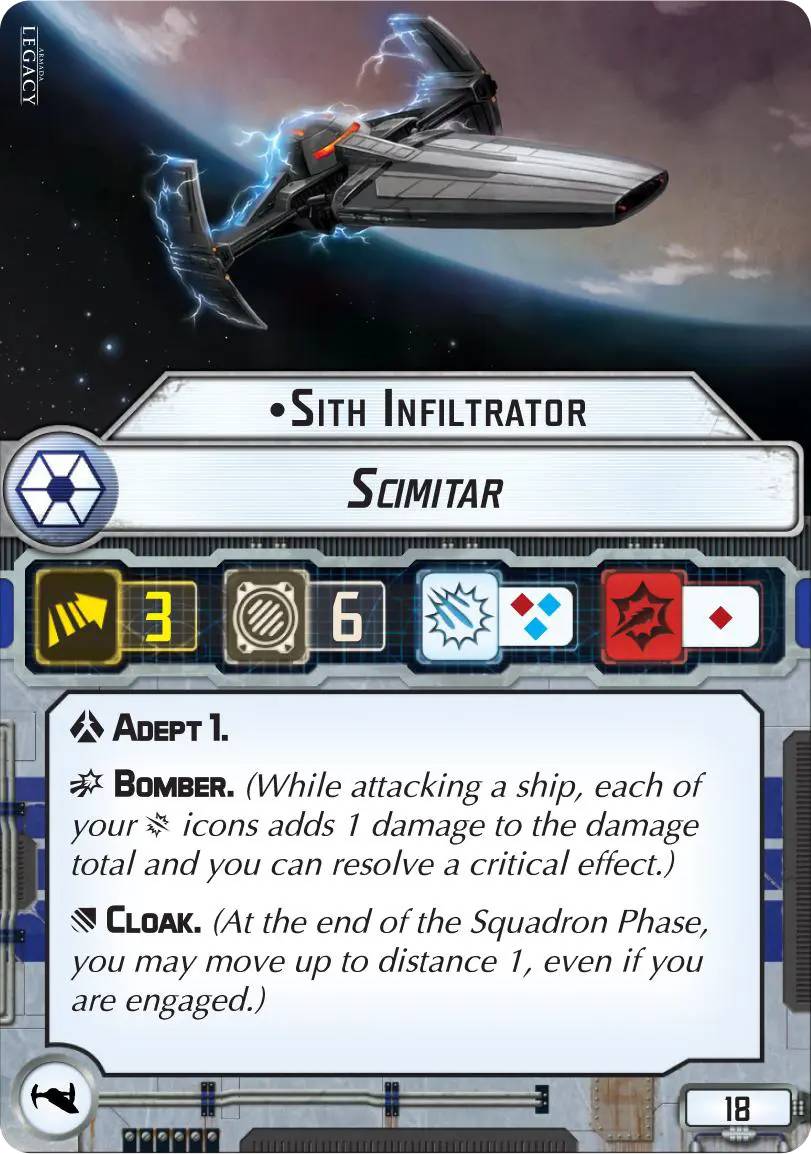 ARMADA
LEGACY
•Sith Infiltrator
Scimitar
3 6
Adept 1.
Bomber. (While attacking a ship, each of
your icons adds 1 damage to the damage
total and you can resolve a critical effect.)
Cloak. (At the end of the Squadron Phase,
you may move up to distance 1, even if you
are engaged.)
18